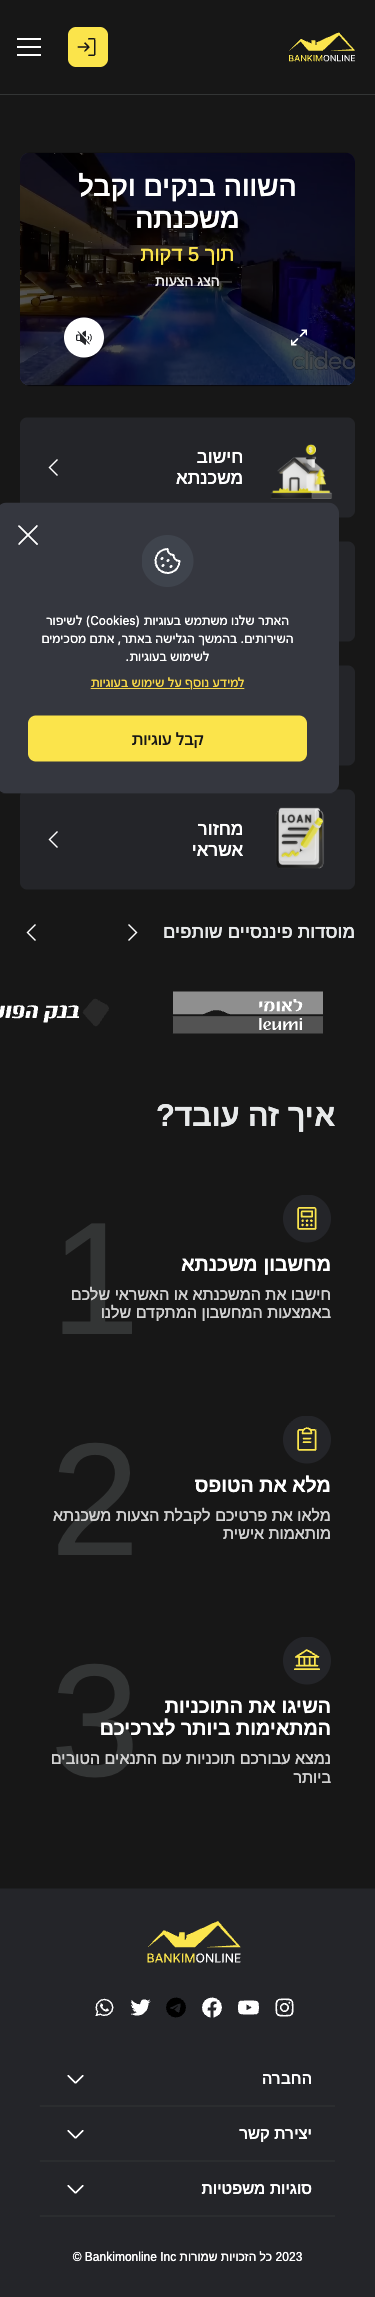 BANKIMONLINE
השווה בנקים וקבל
משכנתה
תוך 5 דקות
הצג הצעות
clideo
חישוב
משכנתא
האתר שלנו משתמש בעוגיות (Cookies) לשיפור
השירותים. בהמשך הגלישה באתר, אתם מסכימים
לשימוש בעוגיות.
למידע נוסף על שימוש בעוגיות
קבל עוגיות
LOAN
מחזור
אשראי
מוסדות פיננסיים שותפים
לאומי
leumi
בנק הפוע
איך זה עובד?
1
מחשבון משכנתא
חישבו את המשכנתא או האשראי שלכם
באמצעות המחשבון המתקדם שלנו
2
מלא את הטופס
מלאו את פרטיכם לקבלת הצעות משכנתא
מותאמות אישית
3
השיגו את התוכניות
המתאימות ביותר לצרכיכם
נמצא עבורכם תוכניות עם התנאים הטובים
ביותר
BANKIMONLINE
החברה
יצירת קשר
סוגיות משפטיות
2023 כל הזכויות שמורות Bankimonline Inc ©